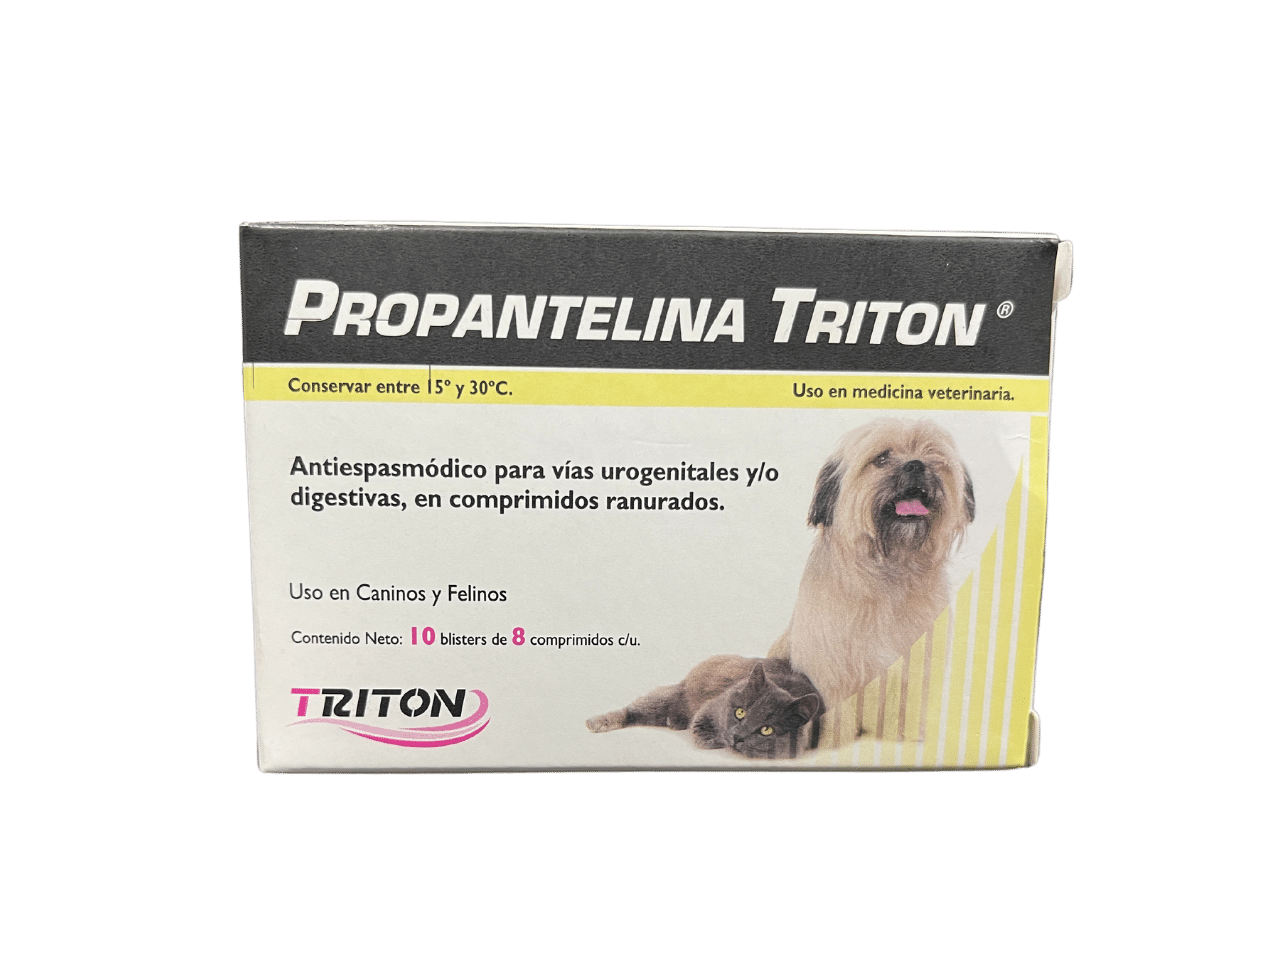 PROPANTELINA TRITON ®
Conservar entre 15° y 30°C.
Uso en medicina veterinaria.
Antiespasmódico para vías urogenitales y/o
digestivas, en comprimidos ranurados.
Uso en Caninos y Felinos
Contenido Neto: 10 blisters de 8 comprimidos c/u.
TRITON